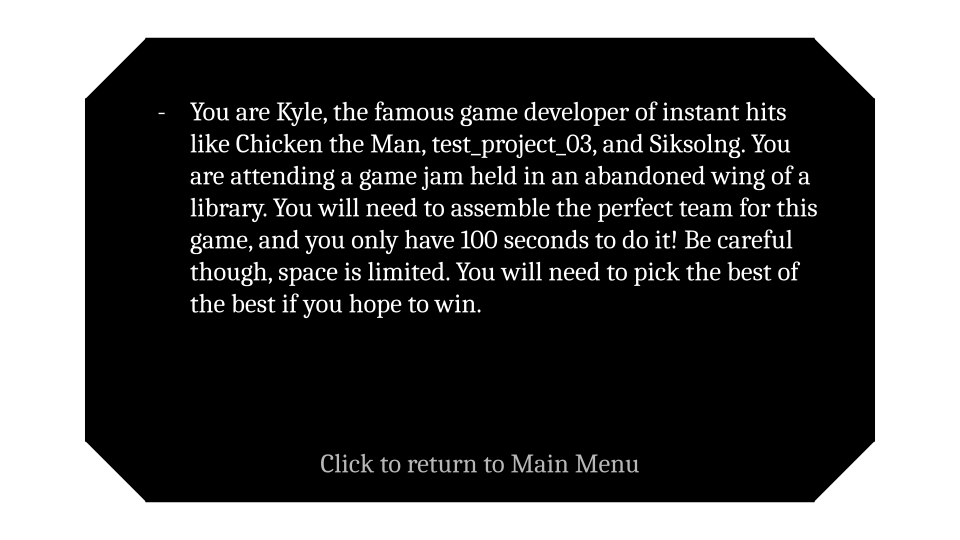 - You are Kyle, the famous game developer of instant hits
like Chicken the Man, test_project_03, and Siksolng. You
are attending a game jam held in an abandoned wing of a
library. You will need to assemble the perfect team for this
game, and you only have 100 seconds to do it! Be careful
though, space is limited. You will need to pick the best of
the best if you hope to win.
Click to return to Main Menu